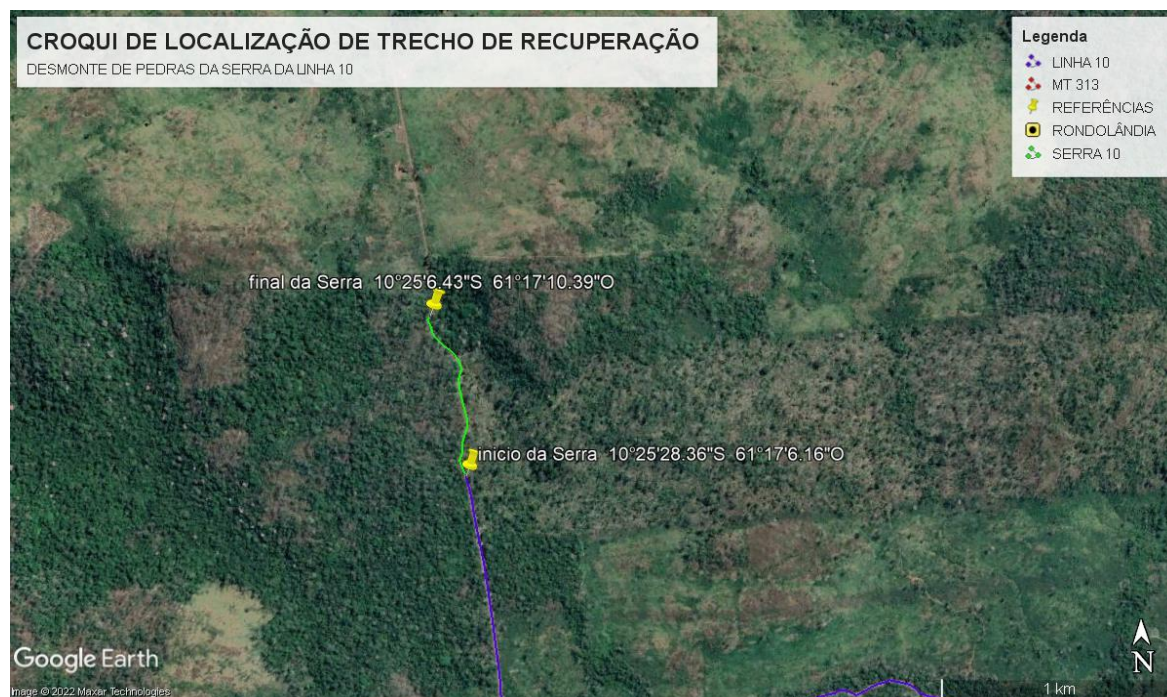 CROQUI DE LOCALIZAÇÃO DE TRECHO DE RECUPERAÇÃO
DESMONTE DE PEDRAS DA SERRA DA LINHA 10
Legenda
LINHA 10
MT 313
REFERÊNCIAS
RONDOLÂNDIA
SERRA 10
final da Serra 10°25'6.43"S 61°17'10.39"O
inicio da Serra 10°25'28.36"S 61°17'6.16"O
Google Earth
N
Image © 2022 Maxar Technologies
1 km